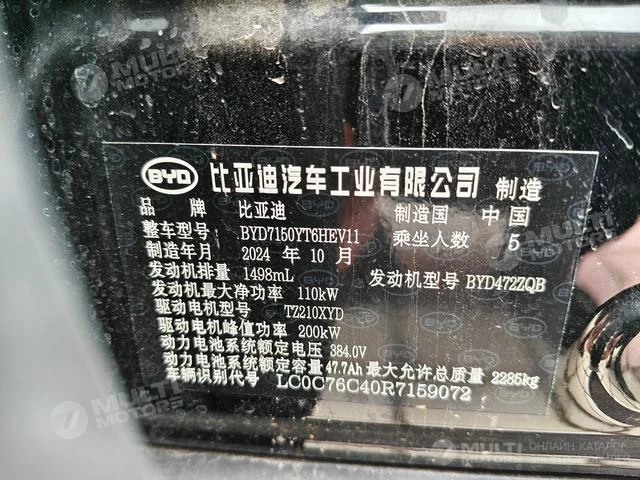 MULTI MOTORS
BYD 比亚迪汽车工业有限公司 制造
品牌 比亚迪 制造国 中国
整车型号 BYD7150YT6HEV11 乘坐人数 5
制造年月 2024 年 10 月
发动机排量 1498mL 发动机型号 BYD472ZQB
发动机最大净功率 110kW
驱动电机型号 TZ210XYD
驱动电机峰值功率 200kW
动力电池系统额定电压 384.0V
动力电池系统额定容量 47.7Ah 最大允许总质量 2285kg
车辆识别代号 LC0C76C40R7159072
MULTI MOTORS
MULTI
ОНЛАЙН-КАТАЛОГ